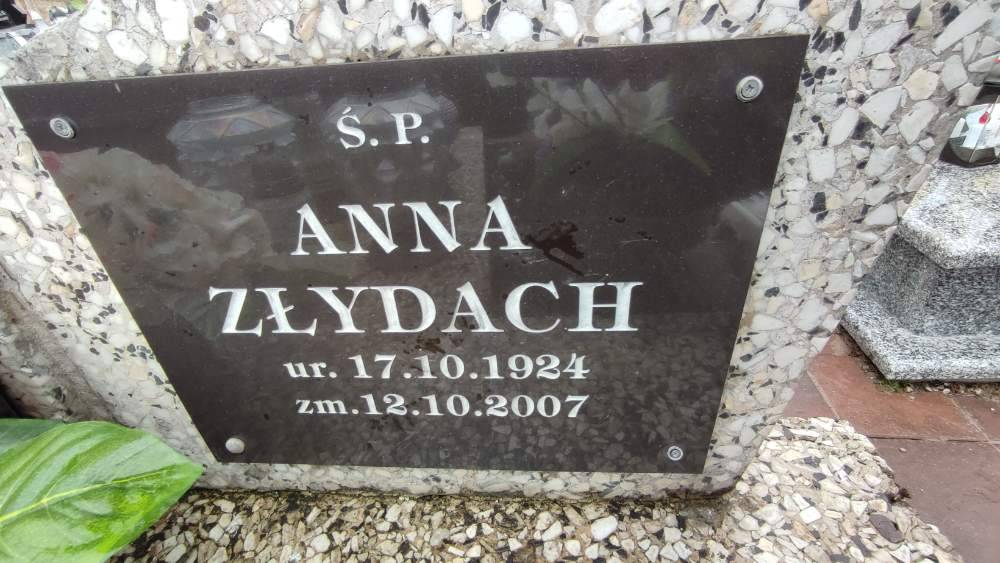 Ś.P.
ANNA
ZŁYDACH
ur. 17.10.1924
zm.12.10.2007